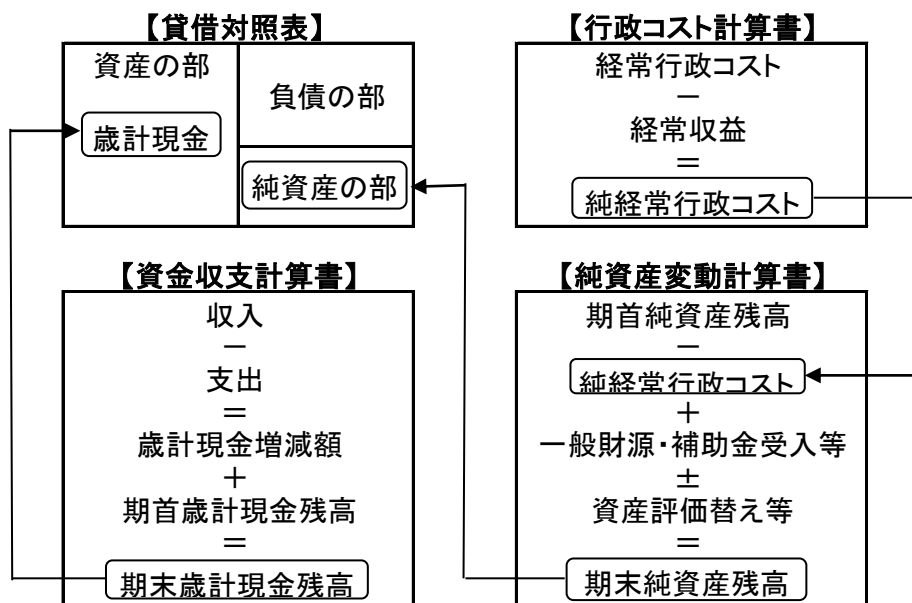 【貸借対照表】
資産の部
歳計現金
負債の部
純資産の部
【行政コスト計算書】
経常行政コスト
－
経常収益
＝
純経常行政コスト
【資金収支計算書】
収入
－
支出
＝
歳計現金増減額
＋
期首歳計現金残高
＝
期末歳計現金残高
【純資産変動計算書】
期首純資産残高
－
純経常行政コスト
＋
一般財源・補助金受入等
±
資産評価替え等
＝
期末純資産残高